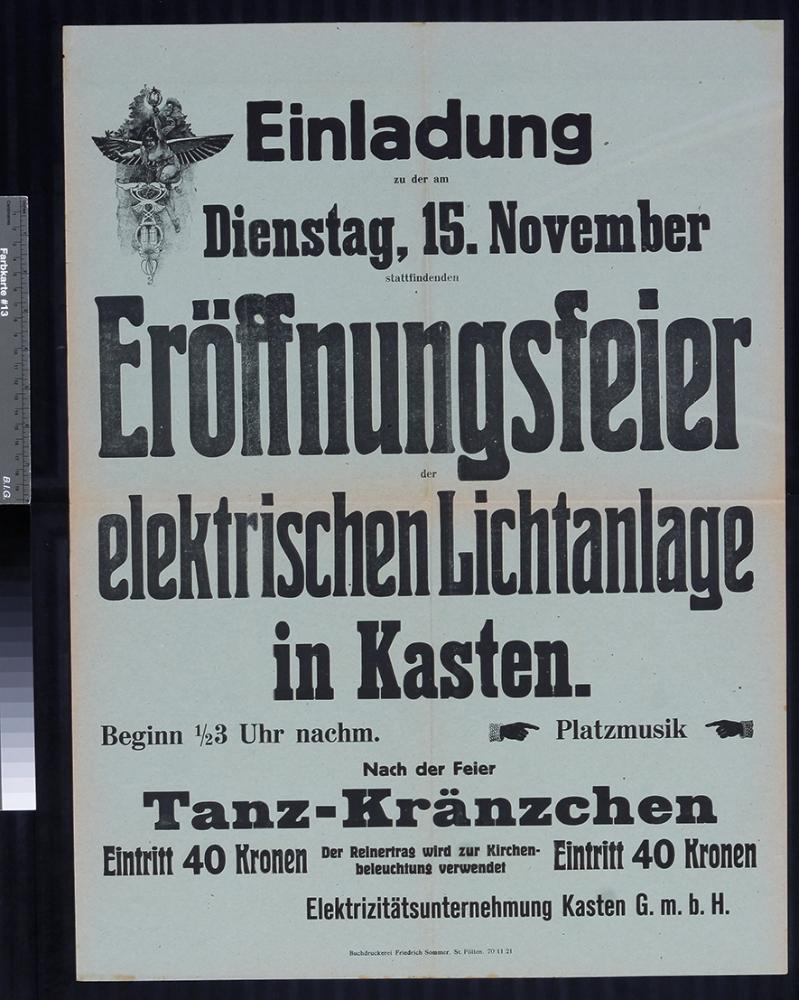 Einladung
zu der am
Dienstag, 15. November
stattfindenden
Eröffnungsfeier
der
elektrischen Lichtanlage
in Kasten.
Beginn ½3 Uhr nachm.
Platzmusik
Nach der Feier
Tanz-Kränzchen
Eintritt 40 Kronen
Der Reinertrag wird zur Kirchen-
beleuchtung verwendet
Eintritt 40 Kronen
Elektrizitätsunternehmung Kasten G. m. b. H.
Buchdruckerei Friedrich Sommer, St. Pölten. 70 11 21
Farbkarte #13
B.I.G.